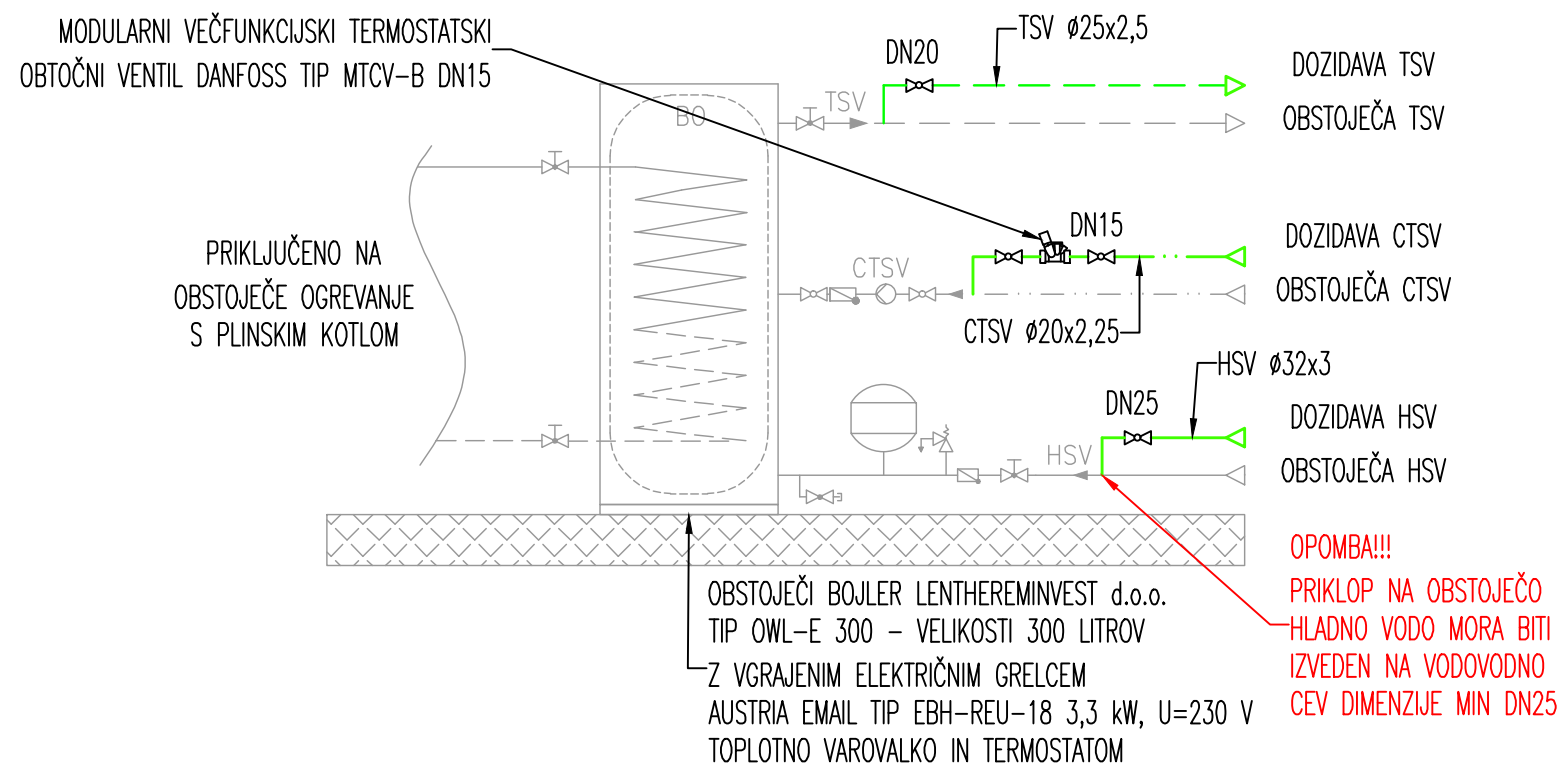 MODULARNI VEČFUNKCIJSKI TERMOSTATSKI
OBTOČNI VENTIL DANFOSS TIP MTCV-B DN15
TSV ø25x2,5
DN20
DOZIDAVA TSV
BO
TSV
OBSTOJEČA TSV
DN15
DOZIDAVA CTSV
PRIKLJUČENO NA
OBSTOJEČE OGREVANJE
S PLINSKIM KOTLOM
CTSV
OBSTOJEČA CTSV
CTSV ø20x2,25
HSV ø32x3
DN25
DOZIDAVA HSV
HSV
OBSTOJEČA HSV
OPOMBA!!!
PRIKLOP NA OBSTOJEČO
HLADNO VODO MORA BITI
IZVEDEN NA VODOVODNO
CEV DIMENZIJE MIN DN25
OBSTOJEČI BOJLER LENTHEREMINVEST d.o.o.
TIP OWL-E 300 - VELIKOSTI 300 LITROV
Z VGRAJENIM ELEKTRIČNIM GRELCEM
AUSTRIA EMAIL TIP EBH-REU-18 3,3 kW, U=230 V
TOPLOTNO VAROVALKO IN TERMOSTATOM